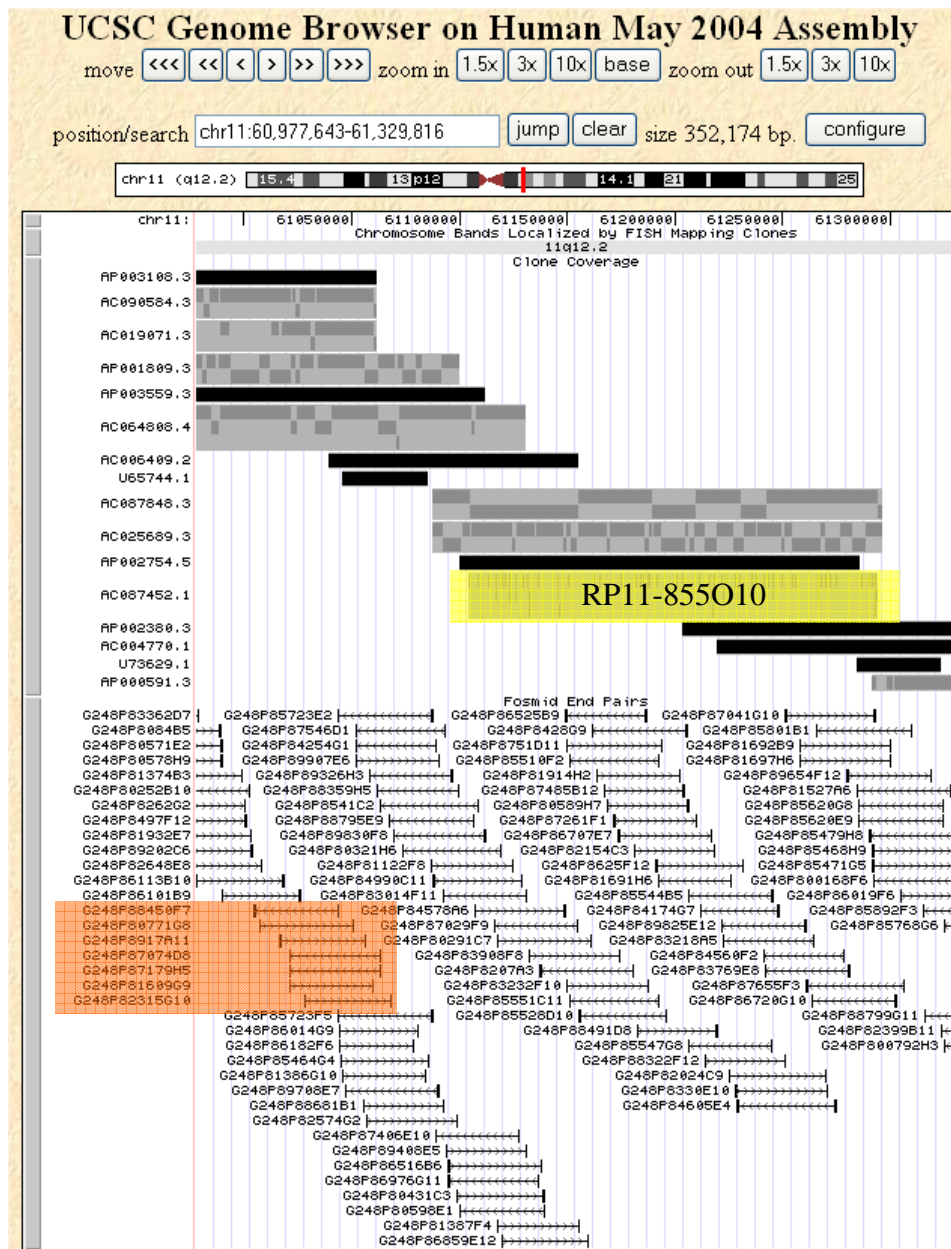 UCSC Genome Browser on Human May 2004 Assembly
move <<< << < > >> >>> zoom in 1.5x 3x 10x base zoom out 1.5x 3x 10x
position/search chr11:60,977,643-61,329,816 jump clear size 352,174 bp. configure
chr11 (q12.2) 15.4 13 p12 14.1 21 25
chr11: 61050000 61100000 61150000 61200000 61250000 61300000
Chromosome Bands Localized by FISH Mapping Clones
11q12.2
Clone Coverage
AP003108.3
AC090584.3
AC019071.3
AP001809.3
AP003559.3
AC064808.4
AC006409.2
U65744.1
AC087848.3
AC025689.3
AP002754.5
AC087452.1 RP11-855O10
AP002380.3
AC004770.1
U73629.1
AP000591.3
Fosmid End Pairs
G248P83362D7 G248P85723E2 G248P86525B9 G248P87041G10
G248P8084B5 G248P87546D1 G248P8428G9 G248P85801B1
G248P80571E2 G248P84254G1 G248P8751D11 G248P81692B9
G248P80578H9 G248P89907E6 G248P85510F2 G248P81697H6
G248P81374B3 G248P89326H3 G248P81914H2 G248P89654F12
G248P80252B10 G248P88359H5 G248P87485B12 G248P81527A6
G248P8262G2 G248P8541C2 G248P80589H7 G248P85620G8
G248P8497F12 G248P88795E9 G248P87261F1 G248P85620E9
G248P81932E7 G248P89830F8 G248P86707E7 G248P85479H8
G248P89202C6 G248P80321H6 G248P82154C3 G248P85468H9
G248P82648E8 G248P81122F8 G248P8625F12 G248P85471G5
G248P86113B10 G248P84990C11 G248P81691H6 G248P800168F6
G248P86101B9 G248P83014F11 G248P85544B5 G248P86019F6
G248P88450F7 G248P84578A6 G248P84174G7 G248P85892F3
G248P80771G8 G248P87029F9 G248P89825E12 G248P85768G6
G248P8917A11 G248P80291C7 G248P83218A5
G248P87074D8 G248P83908F8 G248P84560F2
G248P87179H5 G248P8207A3 G248P83769E8
G248P81609G9 G248P83232F10 G248P87655F3
G248P82315G10 G248P85551C11 G248P86720G10
G248P85723F5 G248P85528D10 G248P88799G11
G248P86014G9 G248P88491D8 G248P82399B11
G248P86182F6 G248P85547G8 G248P800792H3
G248P85464G4 G248P88322F12
G248P81386G10 G248P82024C9
G248P89708E7 G248P8330E10
G248P88681B1 G248P84605E4
G248P82574G2
G248P87406E10
G248P89408E5
G248P86516B6
G248P86976G11
G248P80431C3
G248P80598E1
G248P81387F4
G248P86859E12